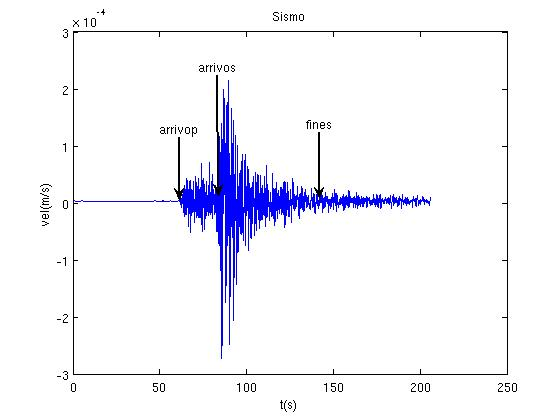 Sismo
× 10⁻⁴
3
arrivos
2
arrivop
fines
1
vel(m/s)
0
-1
-2
-3
0 50 100 150 200 250
t(s)